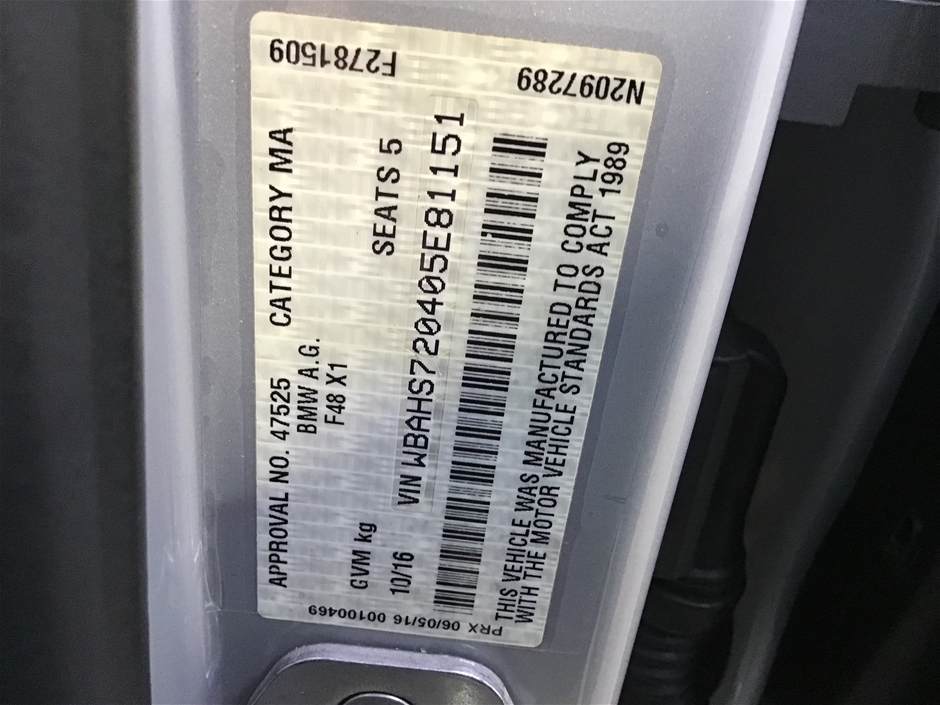 APPROVAL NO. 47525 CATEGORY MA
BMW A.G.
F48 X1
GVM kg SEATS 5
10/16 VIN WBAHS720405E81151
THIS VEHICLE WAS MANUFACTURED TO COMPLY
WITH THE MOTOR VEHICLE STANDARDS ACT 1989
F2781509
N2097289
PRX 06/05/16 00100469